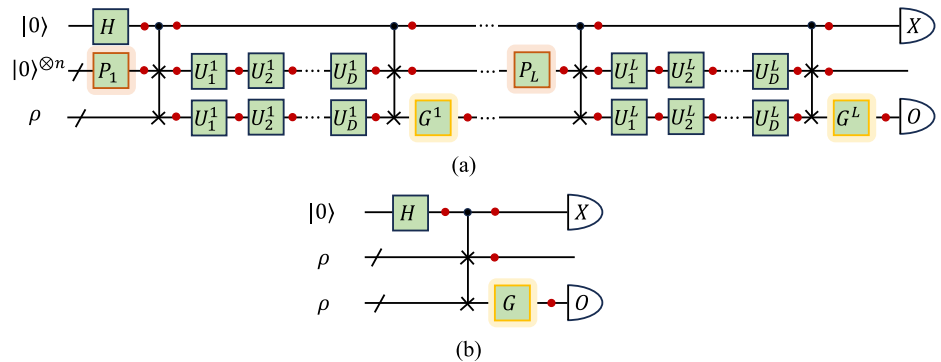 |0⟩ H ... X
|0⟩^{⊗n} P_1 U_1^1 U_2^1 ... U_D^1 ... P_L U_1^L U_2^L ... U_D^L
ρ U_1^1 U_2^1 ... U_D^1 G^1 ... U_1^L U_2^L ... U_D^L G^L O
(a)
|0⟩ H X
ρ
ρ G O
(b)